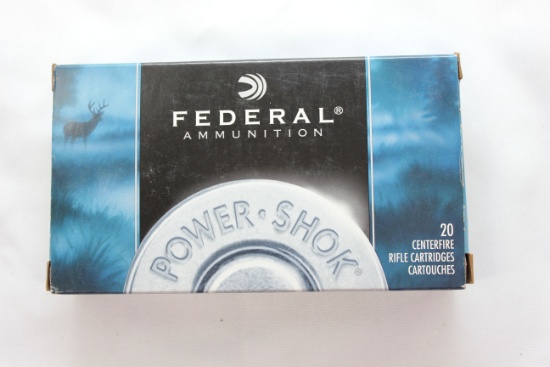 FEDERAL®
AMMUNITION
POWER·SHOK®
20
CENTERFIRE
RIFLE CARTRIDGES
CARTOUCHES